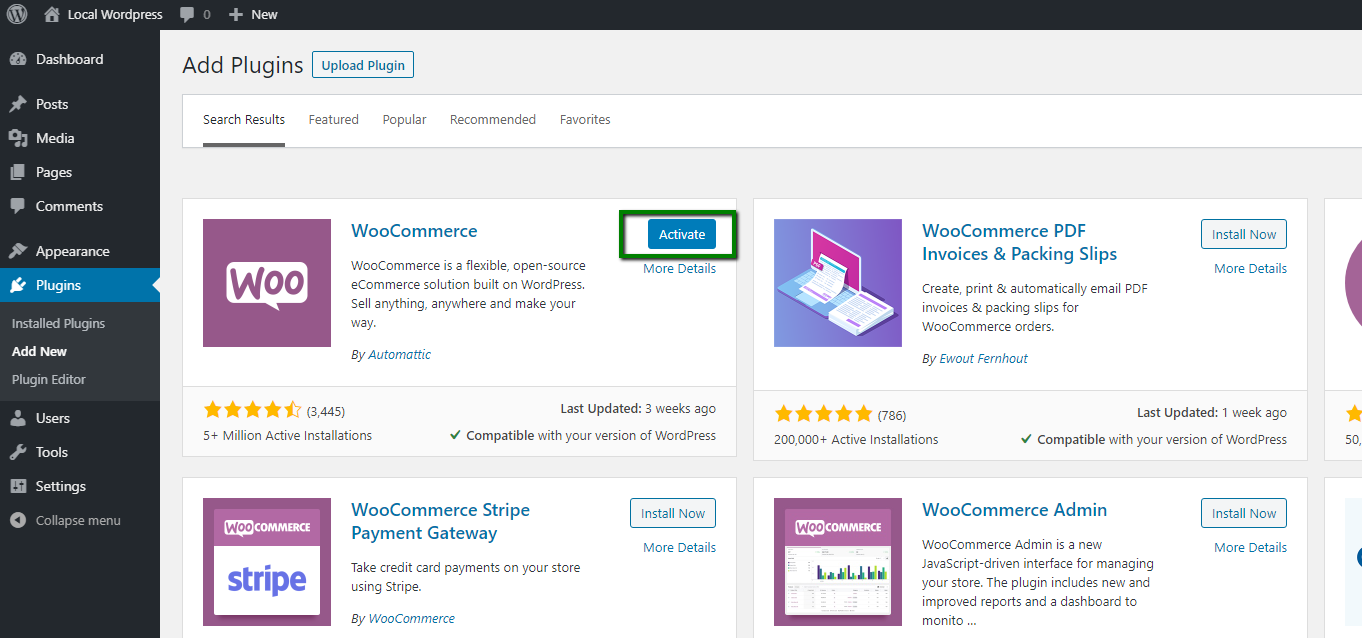 Local Wordpress
0
New
Dashboard
Posts
Media
Pages
Comments
Appearance
Plugins
Installed Plugins
Add New
Plugin Editor
Users
Tools
Settings
Collapse menu
Add Plugins
Upload Plugin
Search Results
Featured
Popular
Recommended
Favorites
WOO
WooCommerce
Activate
More Details
WooCommerce is a flexible, open-source
eCommerce solution built on WordPress.
Sell anything, anywhere and make your
way.
By Automattic
(3,445)
5+ Million Active Installations
Last Updated: 3 weeks ago
Compatible with your version of WordPress
WooCommerce PDF
Invoices & Packing Slips
Install Now
More Details
Create, print & automatically email PDF
invoices & packing slips for
WooCommerce orders.
By Ewout Fernhout
(786)
200,000+ Active Installations
Last Updated: 1 week ago
Compatible with your version of WordPress
50,
WOOCOMMERCE
stripe
WooCommerce Stripe
Payment Gateway
Install Now
More Details
Take credit card payments on your store
using Stripe.
By WooCommerce
WOOCOMMERCE
WooCommerce Admin
Install Now
More Details
WooCommerce Admin is a new
JavaScript-driven interface for managing
your store. The plugin includes new and
improved reports and a dashboard to
monito ...
By WooCommerce